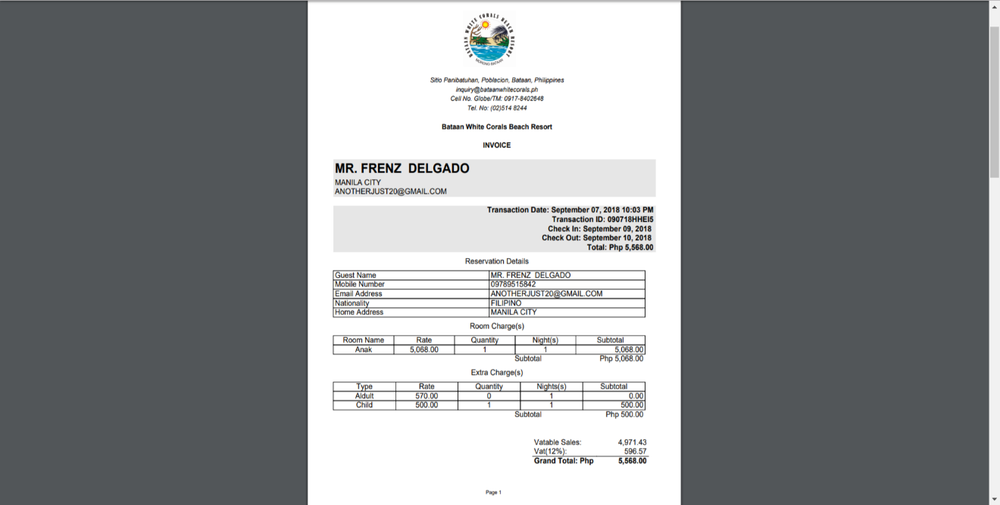 BATAAN WHITE CORALS BEACH RESORT
MORONG BATAAN
Sitio Panibatuhan, Poblacion, Bataan, Philippines
inquiry@bataanwhitecorals.ph
Cell No. Globe/TM: 0917-8402648
Tel. No: (02)514 8244
Bataan White Corals Beach Resort
INVOICE
MR. FRENZ  DELGADO
MANILA CITY
ANOTHERJUST20@GMAIL.COM
Transaction Date: September 07, 2018 10:03 PM
Transaction ID: 090718HHEI5
Check In: September 09, 2018
Check Out: September 10, 2018
Total: Php 5,568.00
Reservation Details
Guest Name MR. FRENZ  DELGADO
Mobile Number 09789515842
Email Address ANOTHERJUST20@GMAIL.COM
Nationality FILIPINO
Home Address MANILA CITY
Room Charge(s)
Room Name Rate Quantity Night(s) Subtotal
Anak 5,068.00 1 1 5,068.00
Subtotal Php 5,068.00
Extra Charge(s)
Type Rate Quantity Nights(s) Subtotal
Aldult 570.00 0 1 0.00
Child 500.00 1 1 500.00
Subtotal Php 500.00
Vatable Sales: 4,971.43
Vat(12%): 596.57
Grand Total: Php 5,568.00
Page 1